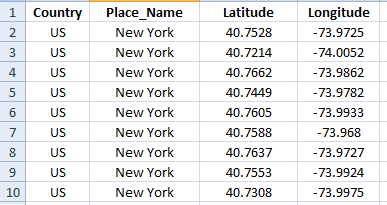 1 Country Place_Name Latitude Longitude
2 US New York 40.7528 -73.9725
3 US New York 40.7214 -74.0052
4 US New York 40.7662 -73.9862
5 US New York 40.7449 -73.9782
6 US New York 40.7605 -73.9933
7 US New York 40.7588 -73.968
8 US New York 40.7637 -73.9727
9 US New York 40.7553 -73.9924
10 US New York 40.7308 -73.9975